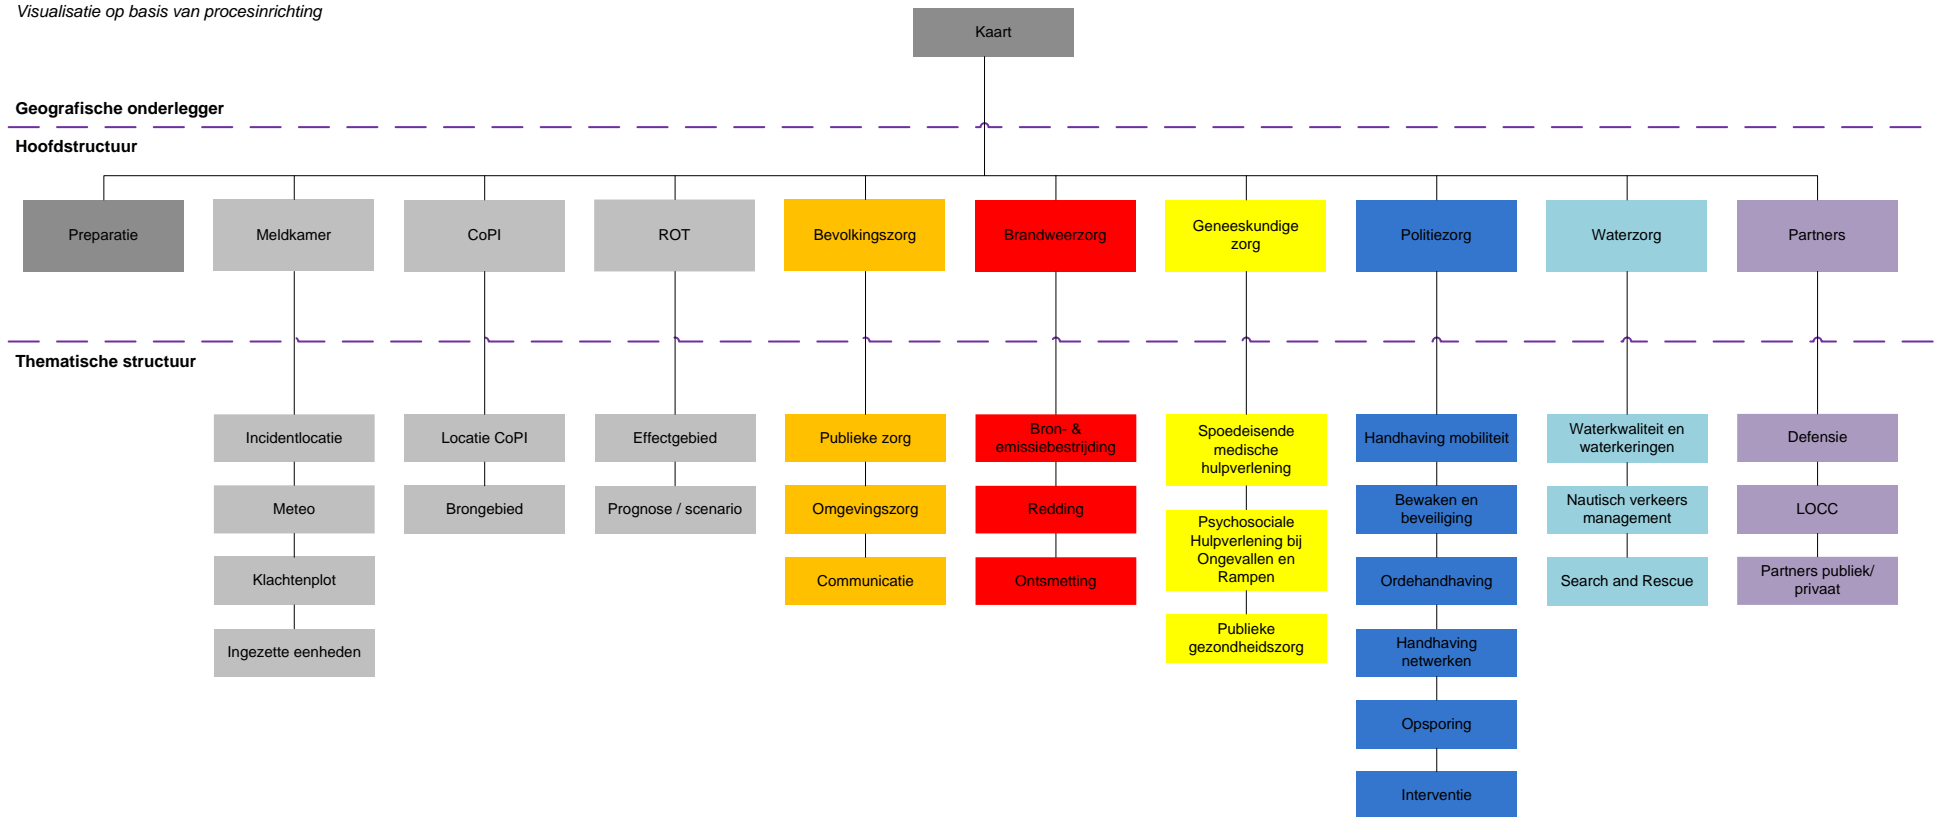 Visualisatie op basis van procesinrichting
Kaart
Geografische onderlegger
Hoofdstructuur
Preparatie
Meldkamer
CoPI
ROT
Bevolkingszorg
Brandweerzorg
Geneeskundige
zorg
Politiezorg
Waterzorg
Partners
Thematische structuur
Incidentlocatie
Meteo
Klachtenplot
Ingezette eenheden
Locatie CoPI
Brongebied
Effectgebied
Prognose / scenario
Publieke zorg
Omgevingszorg
Communicatie
Bron- &
emissiebestrijding
Redding
Ontsmetting
Spoedeisende
medische
hulpverlening
Psychosociale
Hulpverlening bij
Ongevallen en
Rampen
Publieke
gezondheidszorg
Handhaving mobiliteit
Bewaken en
beveiliging
Ordehandhaving
Handhaving
netwerken
Opsporing
Interventie
Waterkwaliteit en
waterkeringen
Nautisch verkeers
management
Search and Rescue
Defensie
LOCC
Partners publiek/
privaat